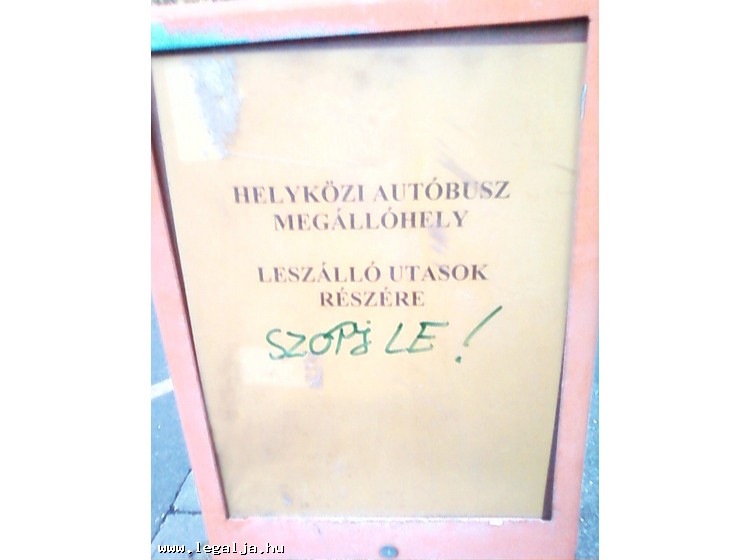 HELYKÖZI AUTÓBUSZ
MEGÁLLÓHELY
LESZÁLLÓ UTASOK
RÉSZÉRE
SZOPJ LE!
www.legalja.hu